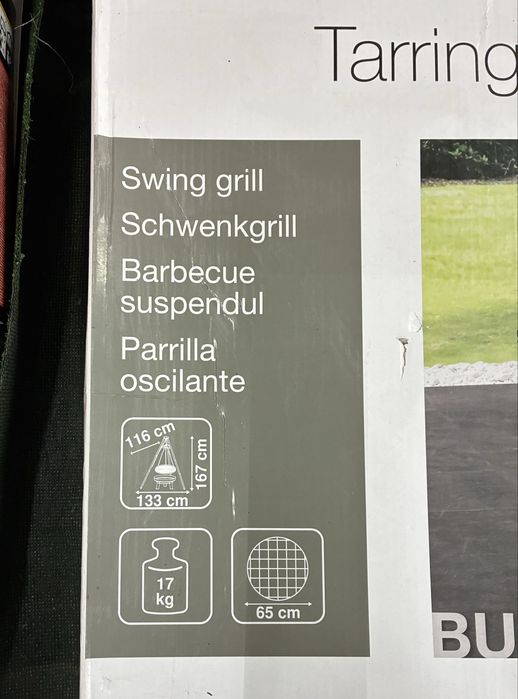 Tarring
Swing grill
Schwenkgrill
Barbecue
suspendul
Parrilla
oscilante
116 cm
167 cm
133 cm
17
kg
65 cm
BU